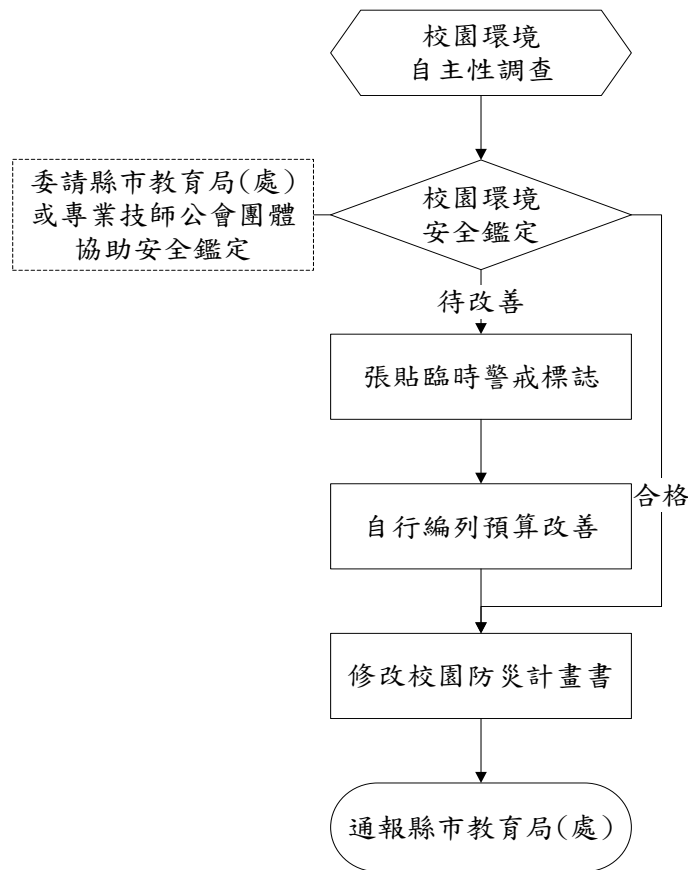 校園環境
自主性調查
委請縣市教育局(處)
或專業技師公會團體
協助安全鑑定
校園環境
安全鑑定
待改善
張貼臨時警戒標誌
自行編列預算改善
合格
修改校園防災計畫書
通報縣市教育局(處)